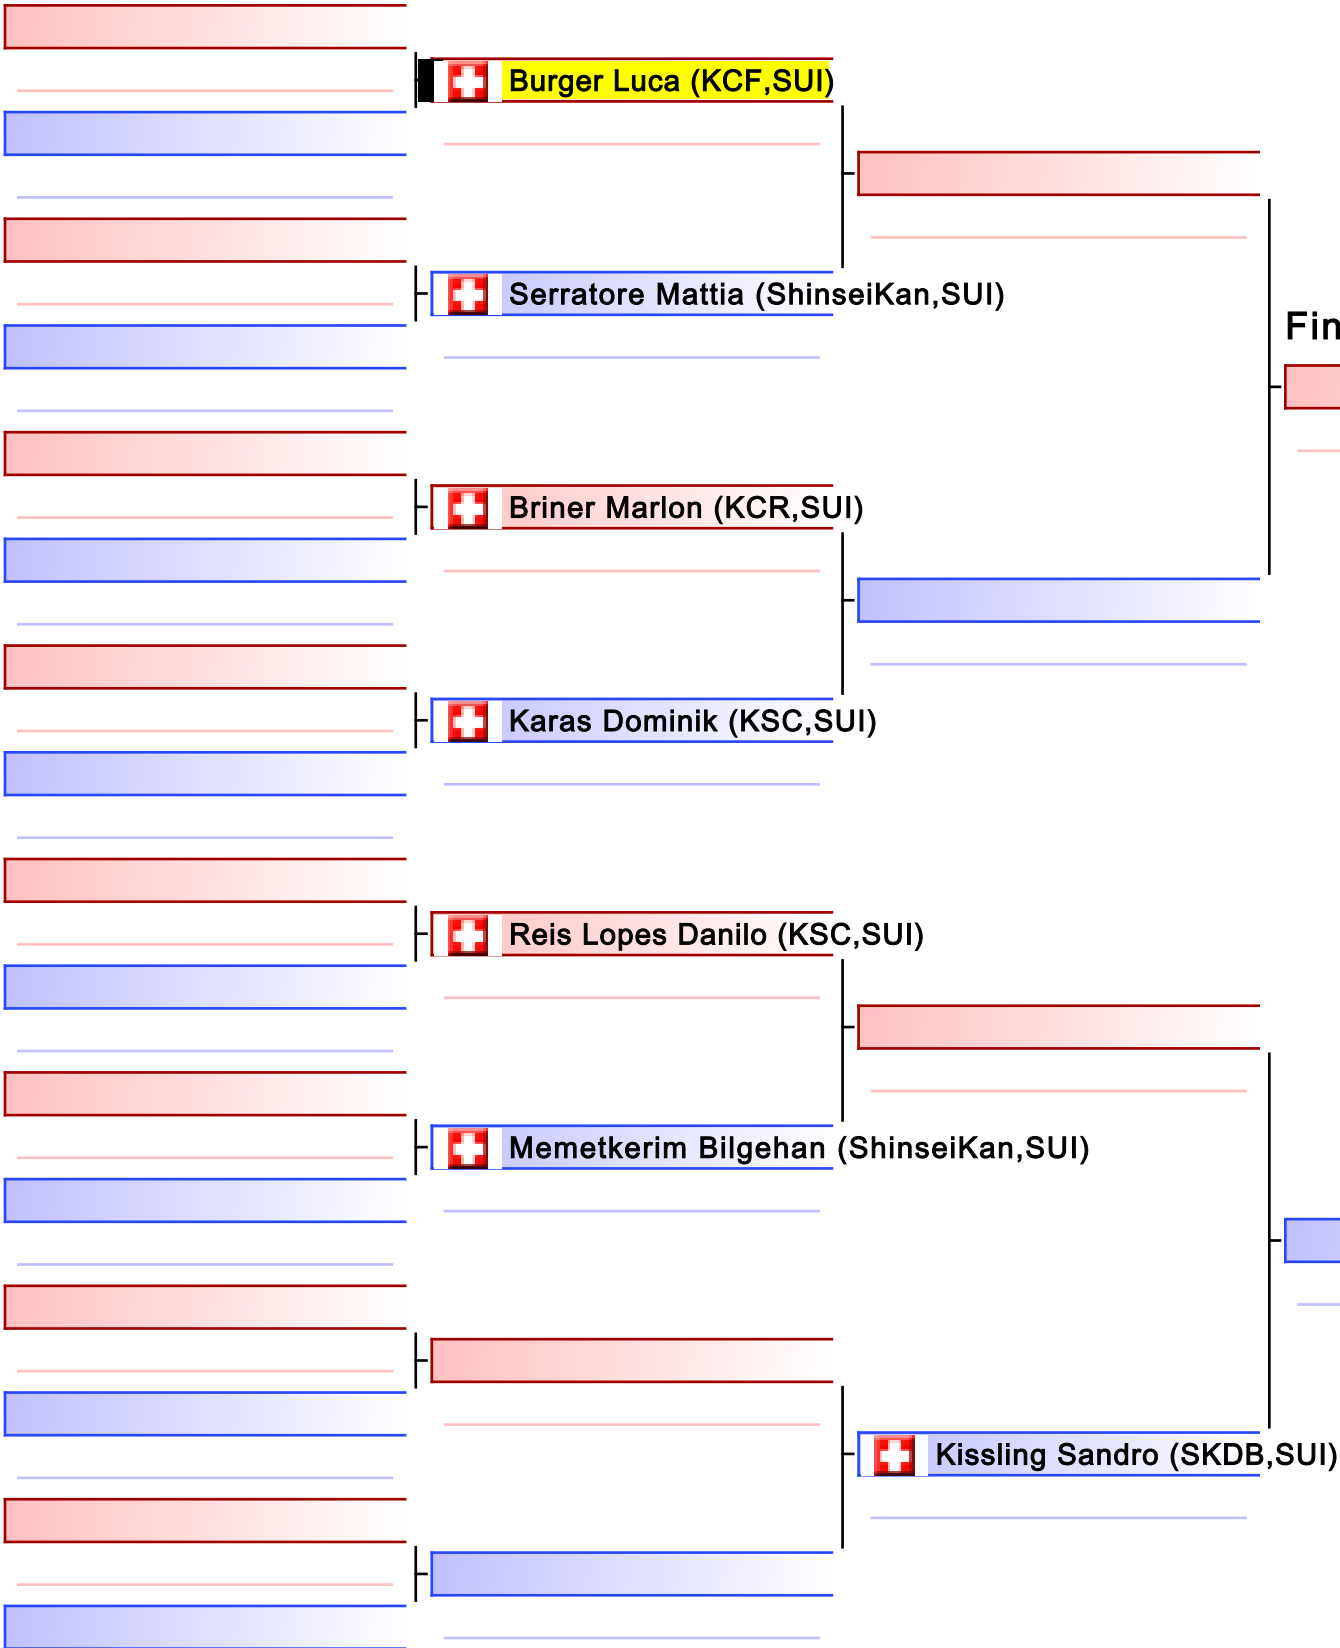 Burger Luca (KCF,SUI)
Serratore Mattia (ShinseiKan,SUI)
Fin
Briner Marlon (KCR,SUI)
Karas Dominik (KSC,SUI)
Reis Lopes Danilo (KSC,SUI)
Memetkerim Bilgehan (ShinseiKan,SUI)
Kissling Sandro (SKDB,SUI)